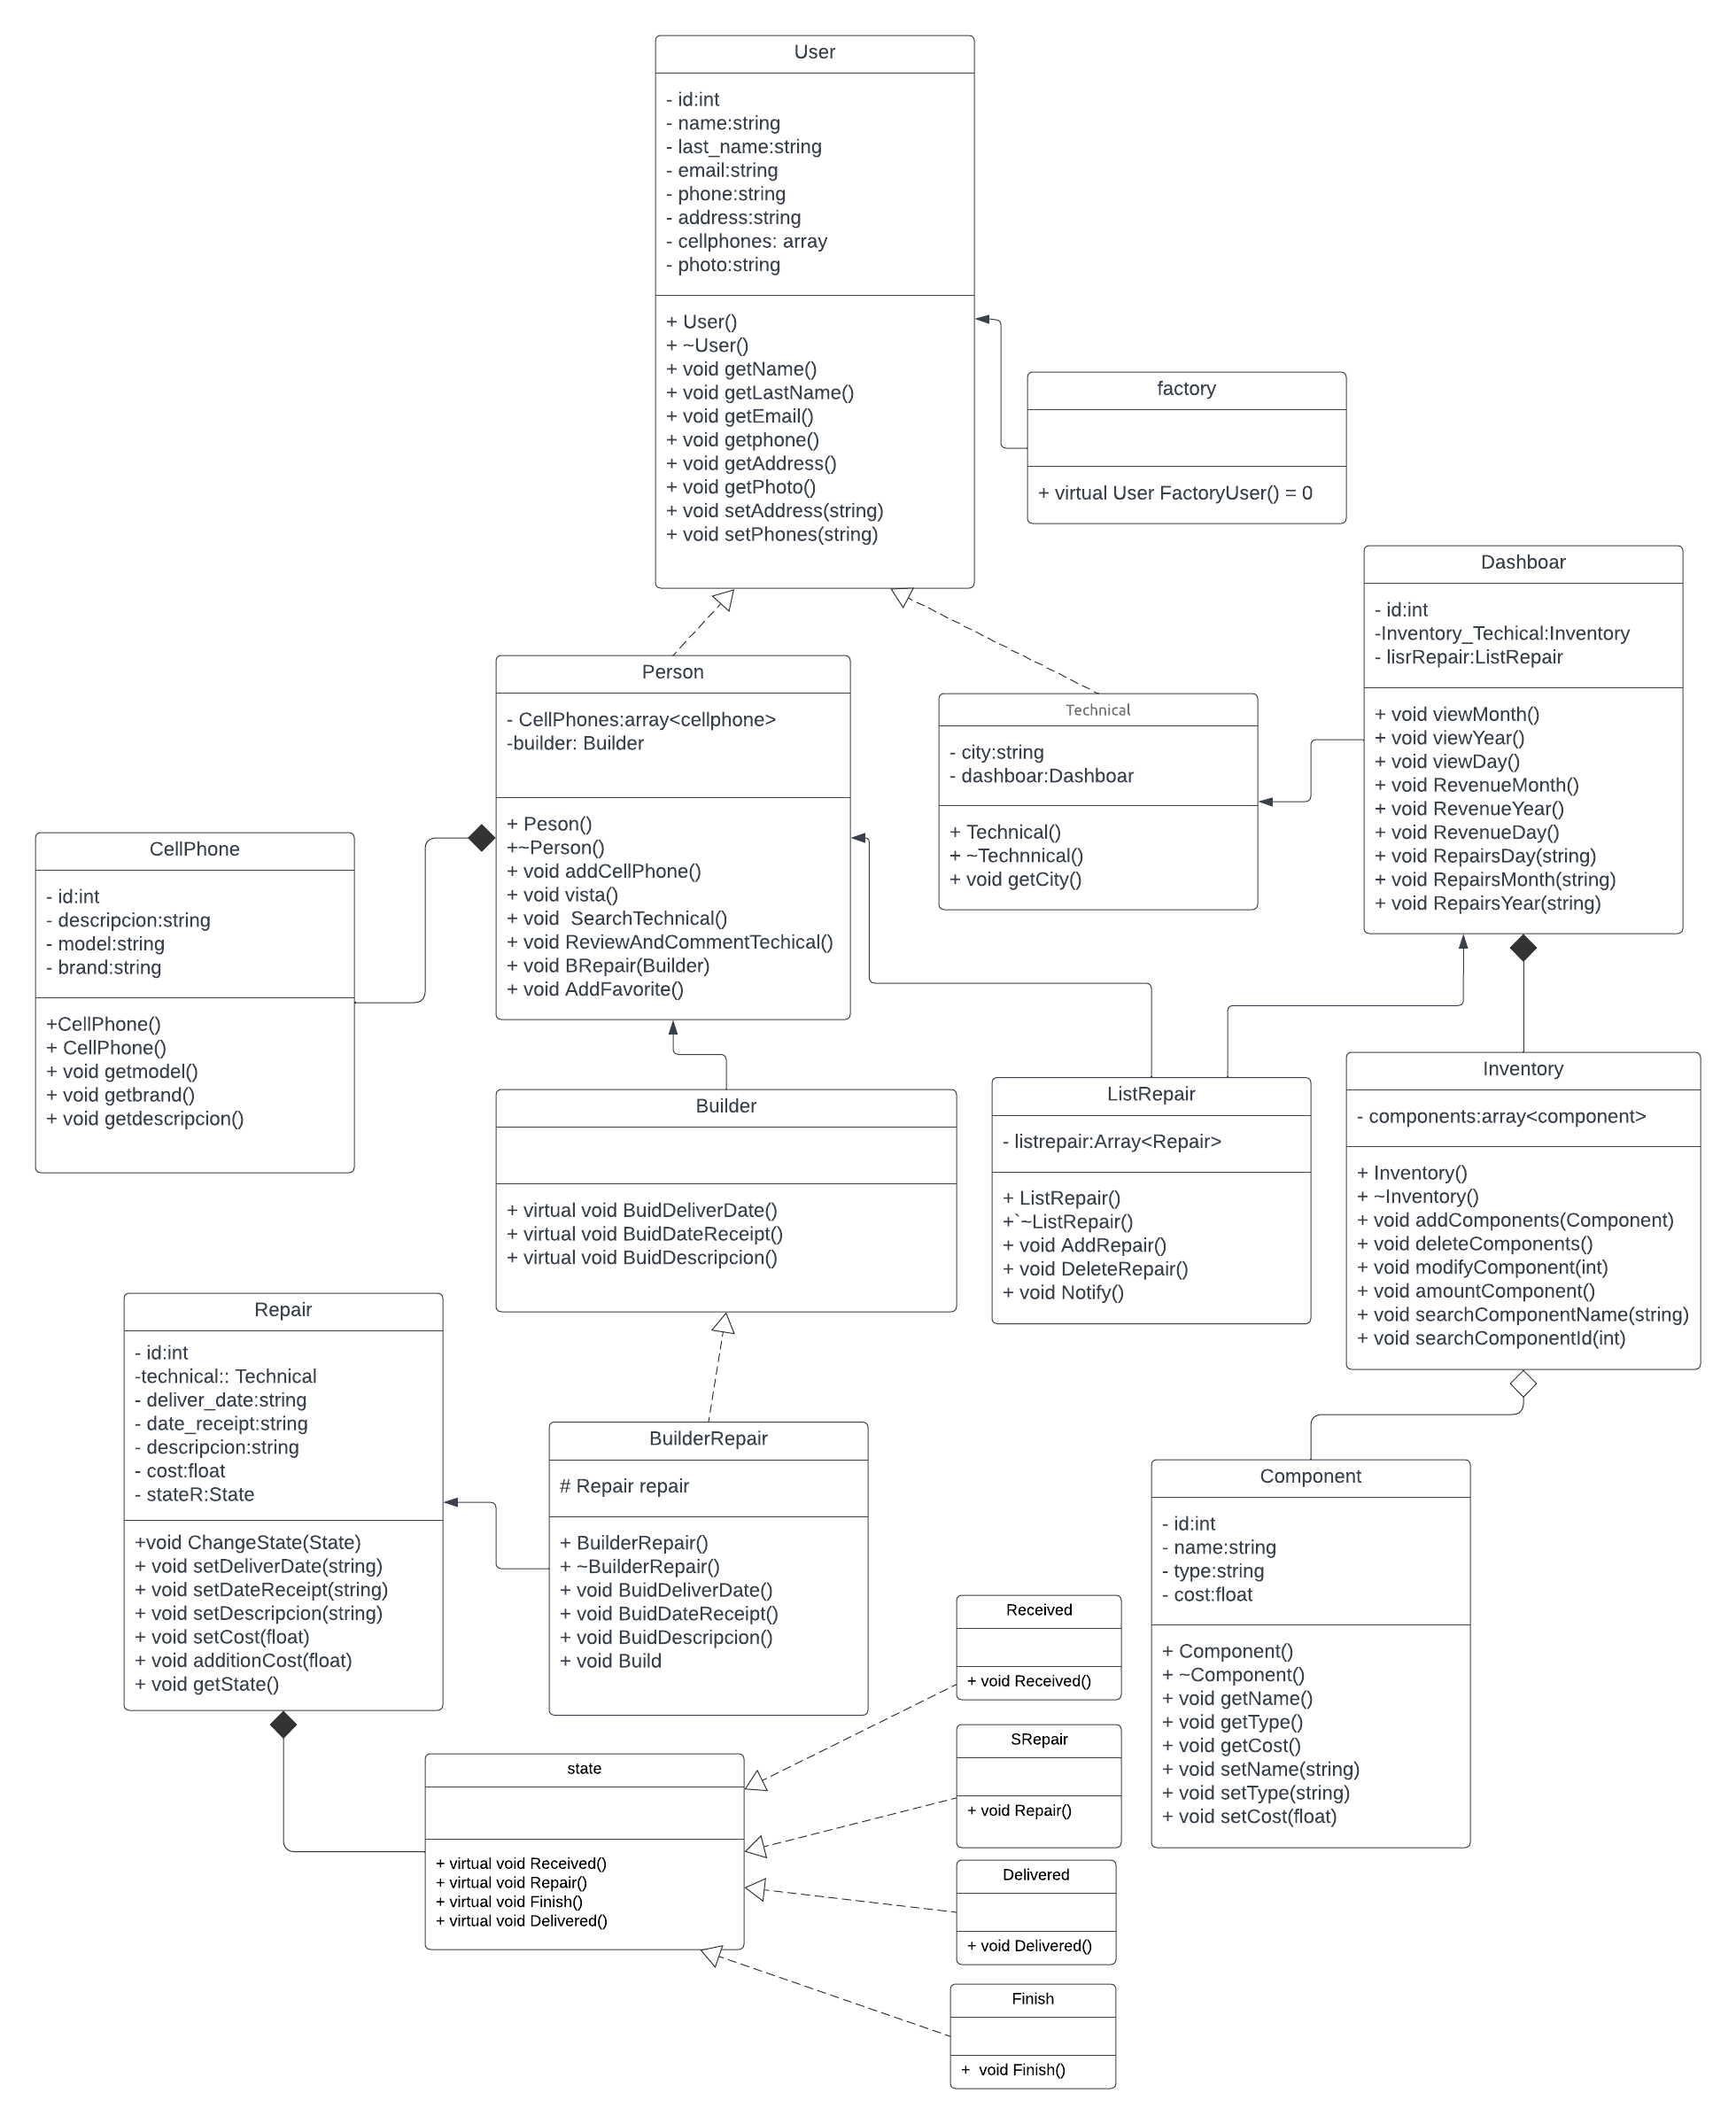 User
- id:int
- name:string
- last_name:string
- email:string
- phone:string
- address:string
- cellphones: array
- photo:string
+ User()
+ ~User()
+ void getName()
+ void getLastName()
+ void getEmail()
+ void getphone()
+ void getAddress()
+ void getPhoto()
+ void setAddress(string)
+ void setPhones(string)
factory
+ virtual User FactoryUser() = 0
Dashboar
- id:int
-Inventory_Techical:Inventory
- lisrRepair:ListRepair
+ void viewMonth()
+ void viewYear()
+ void viewDay()
+ void RevenueMonth()
+ void RevenueYear()
+ void RevenueDay()
+ void RepairsDay(string)
+ void RepairsMonth(string)
+ void RepairsYear(string)
Person
- CellPhones:array<cellphone>
-builder: Builder
+ Peson()
+~Person()
+ void addCellPhone()
+ void vista()
+ void  SearchTechnical()
+ void ReviewAndCommentTechical()
+ void BRepair(Builder)
+ void AddFavorite()
Technical
- city:string
- dashboar:Dashboar
+ Technical()
+ ~Technnical()
+ void getCity()
CellPhone
- id:int
- descripcion:string
- model:string
- brand:string
+CellPhone()
+ CellPhone()
+ void getmodel()
+ void getbrand()
+ void getdescripcion()
Builder
+ virtual void BuidDeliverDate()
+ virtual void BuidDateReceipt()
+ virtual void BuidDescripcion()
ListRepair
- listrepair:Array<Repair>
+ ListRepair()
+`~ListRepair()
+ void AddRepair()
+ void DeleteRepair()
+ void Notify()
Inventory
- components:array<component>
+ Inventory()
+ ~Inventory()
+ void addComponents(Component)
+ void deleteComponents()
+ void modifyComponent(int)
+ void amountComponent()
+ void searchComponentName(string)
+ void searchComponentId(int)
Repair
- id:int
-technical:: Technical
- deliver_date:string
- date_receipt:string
- descripcion:string
- cost:float
- stateR:State
+void ChangeState(State)
+ void setDeliverDate(string)
+ void setDateReceipt(string)
+ void setDescripcion(string)
+ void setCost(float)
+ void additionCost(float)
+ void getState()
BuilderRepair
# Repair repair
+ BuilderRepair()
+ ~BuilderRepair()
+ void BuidDeliverDate()
+ void BuidDateReceipt()
+ void BuidDescripcion()
+ void Build
Component
- id:int
- name:string
- type:string
- cost:float
+ Component()
+ ~Component()
+ void getName()
+ void getType()
+ void getCost()
+ void setName(string)
+ void setType(string)
+ void setCost(float)
Received
+ void Received()
SRepair
+ void Repair()
state
+ virtual void Received()
+ virtual void Repair()
+ virtual void Finish()
+ virtual void Delivered()
Delivered
+ void Delivered()
Finish
+  void Finish()